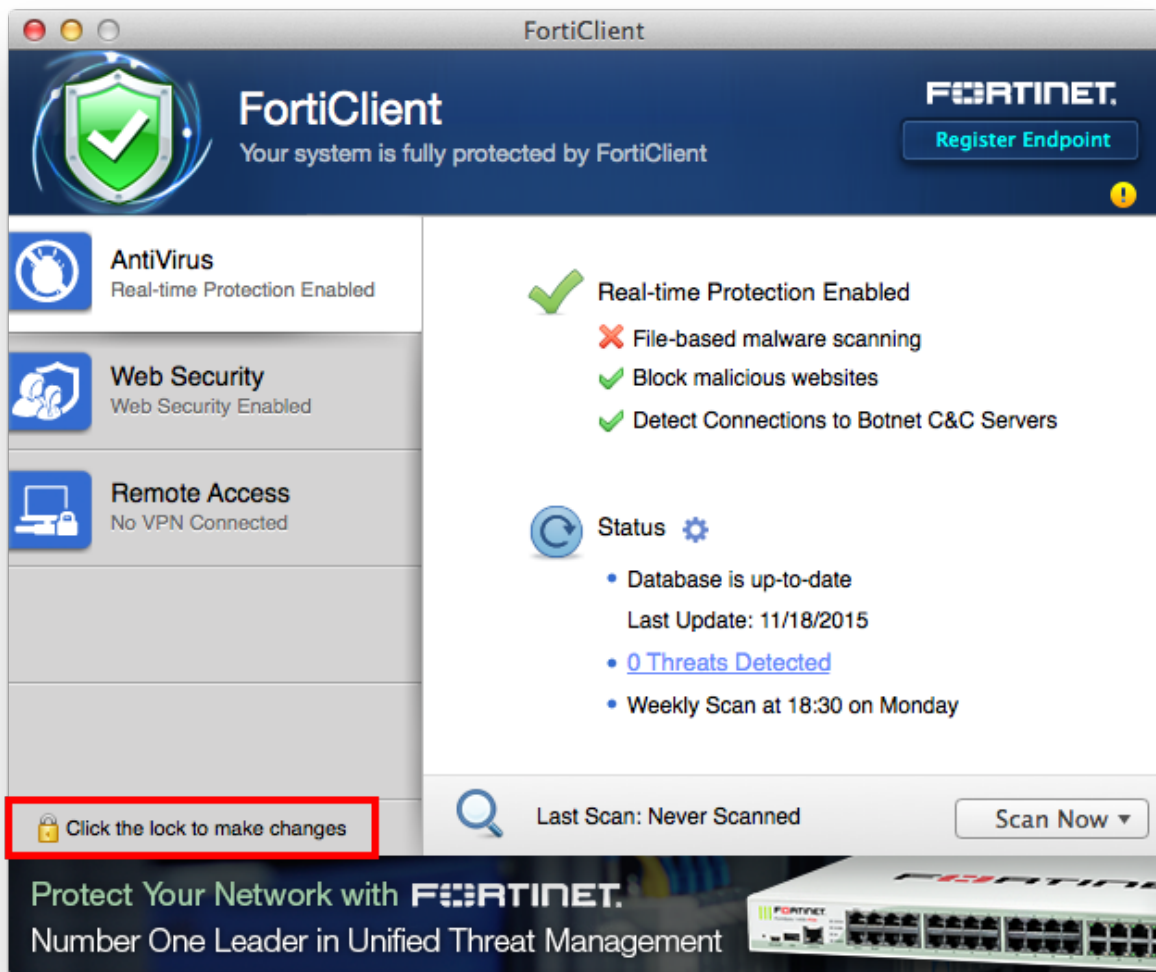 FortiClient
FortiClient
Your system is fully protected by FortiClient
FORTINET.
Register Endpoint
AntiVirus
Real-time Protection Enabled
Web Security
Web Security Enabled
Remote Access
No VPN Connected
Click the lock to make changes
Real-time Protection Enabled
File-based malware scanning
Block malicious websites
Detect Connections to Botnet C&C Servers
Status
Database is up-to-date
Last Update: 11/18/2015
0 Threats Detected
Weekly Scan at 18:30 on Monday
Last Scan: Never Scanned
Scan Now
Protect Your Network with FORTINET.
Number One Leader in Unified Threat Management
FORTINET